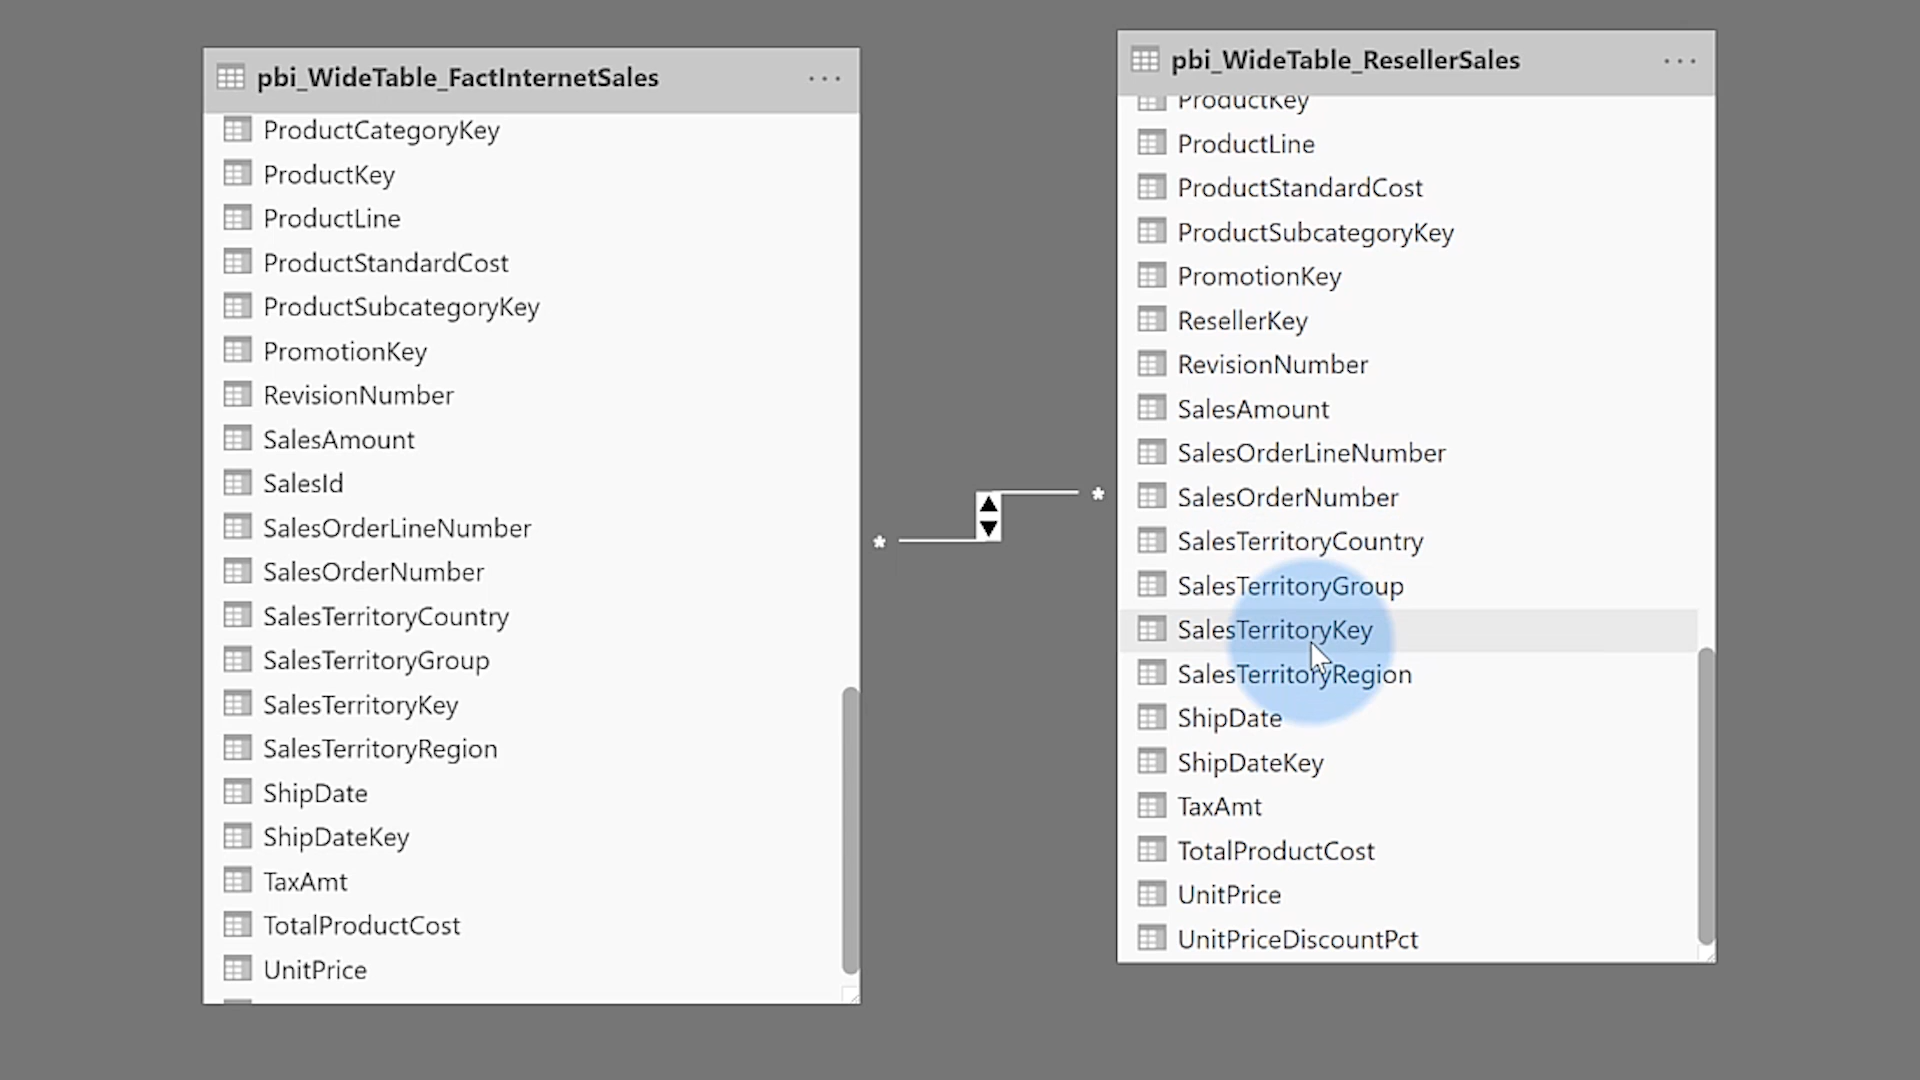 pbi_WideTable_FactInternetSales
ProductCategoryKey
ProductKey
ProductLine
ProductStandardCost
ProductSubcategoryKey
PromotionKey
RevisionNumber
SalesAmount
SalesId
SalesOrderLineNumber
SalesOrderNumber
SalesTerritoryCountry
SalesTerritoryGroup
SalesTerritoryKey
SalesTerritoryRegion
ShipDate
ShipDateKey
TaxAmt
TotalProductCost
UnitPrice
*
*
pbi_WideTable_ResellerSales
ProductKey
ProductLine
ProductStandardCost
ProductSubcategoryKey
PromotionKey
ResellerKey
RevisionNumber
SalesAmount
SalesOrderLineNumber
SalesOrderNumber
SalesTerritoryCountry
SalesTerritoryGroup
SalesTerritoryKey
SalesTerritoryRegion
ShipDate
ShipDateKey
TaxAmt
TotalProductCost
UnitPrice
UnitPriceDiscountPct